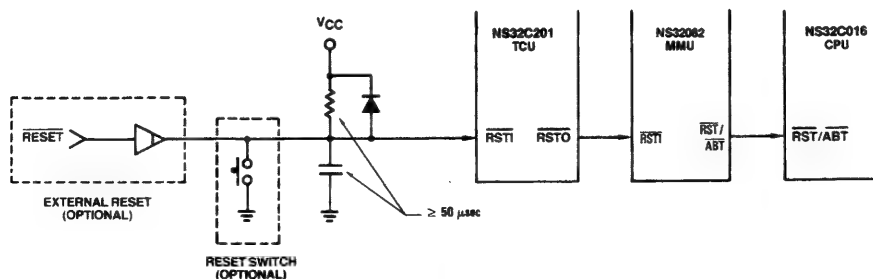 VCC
NS32C201
TCU
NS32082
MMU
NS32C016
CPU
RESET
RSTI
RSTO
RSTI
RST/
ABT
RST/ABT
EXTERNAL RESET
(OPTIONAL)
≥ 50 μsec
RESET SWITCH
(OPTIONAL)